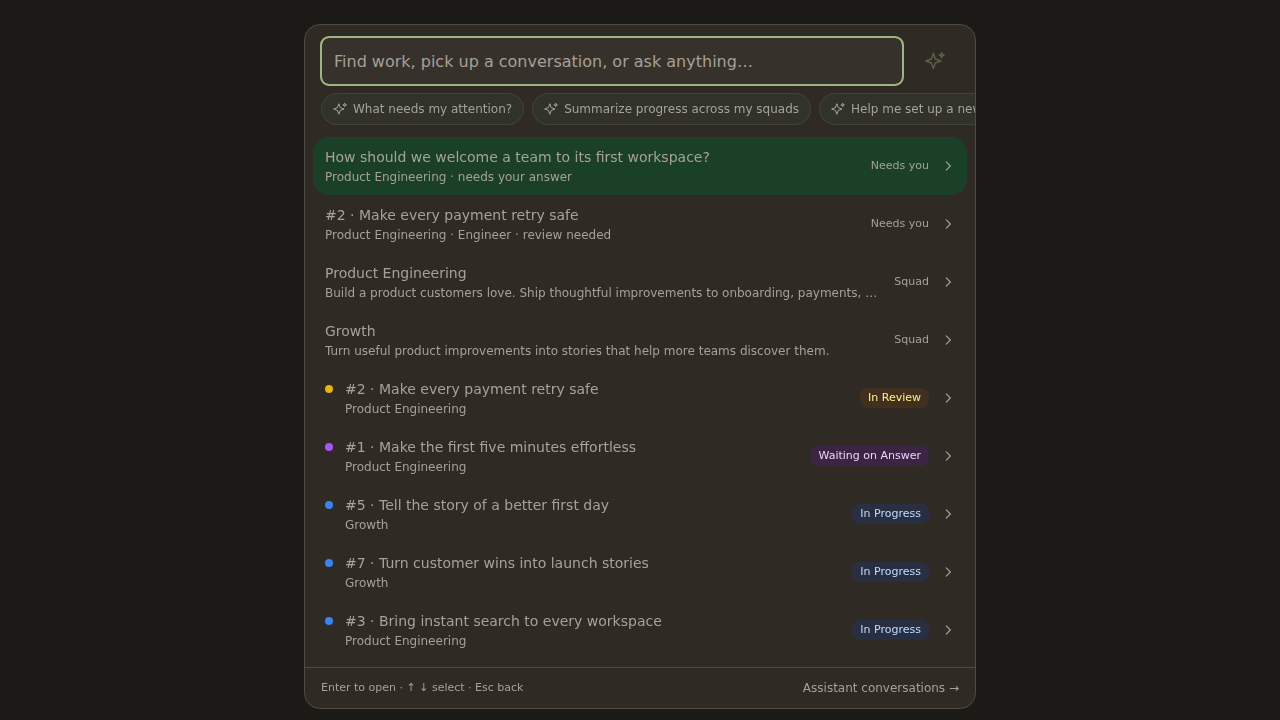 Find work, pick up a conversation, or ask anything…
What needs my attention?
Summarize progress across my squads
Help me set up a
How should we welcome a team to its first workspace?
Product Engineering · needs your answer
Needs you
#2 · Make every payment retry safe
Product Engineering · Engineer · review needed
Needs you
Product Engineering
Build a product customers love. Ship thoughtful improvements to onboarding, payments, …
Squad
Growth
Turn useful product improvements into stories that help more teams discover them.
Squad
#2 · Make every payment retry safe
Product Engineering
In Review
#1 · Make the first five minutes effortless
Product Engineering
Waiting on Answer
#5 · Tell the story of a better first day
Growth
In Progress
#7 · Turn customer wins into launch stories
Growth
In Progress
#3 · Bring instant search to every workspace
Product Engineering
In Progress
Enter to open · ↑ ↓ select · Esc back
Assistant conversations →